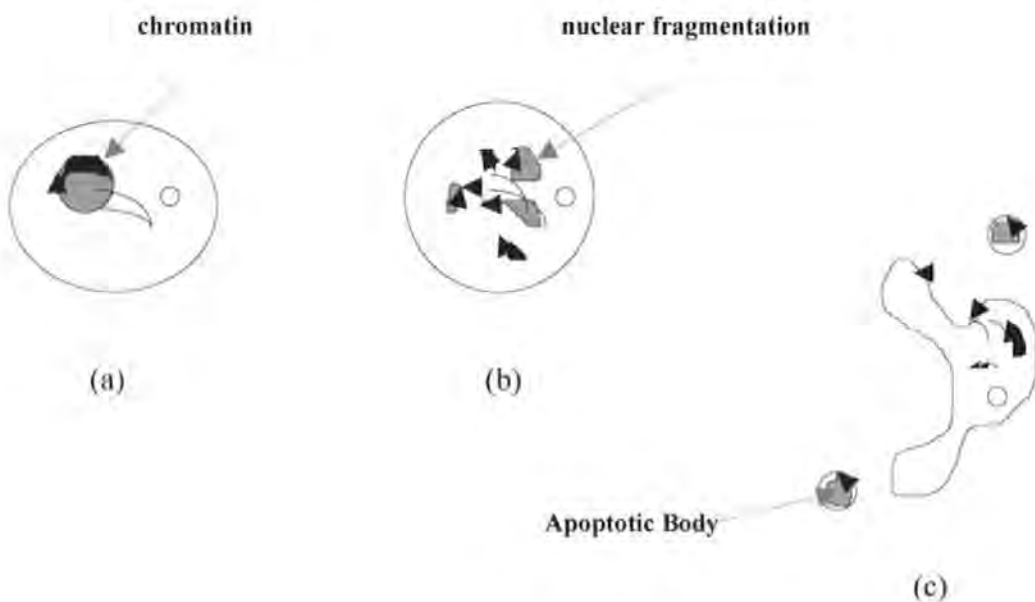 chromatin
nuclear fragmentation
(a)
(b)
Apoptotic Body
(c)